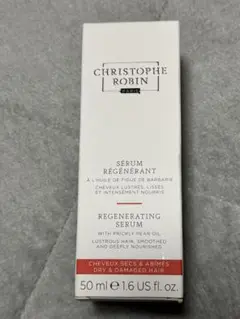 CHRISTOPHE
ROBIN
PARIS
SÉRUM
RÉGÉNÉRANT
À L'HUILE DE FIGUE DE BARBARIE
CHEVEUX LUSTRÉS, LISSÉS
ET INTENSÉMENT NOURRIS
REGENERATING
SERUM
WITH PRICKLY PEAR OIL
LUSTROUS HAIR, SMOOTHED
AND DEEPLY NOURISHED
CHEVEUX SECS & ABÎMÉS
DRY & DAMAGED HAIR
50 ml e 1.6 US fl. oz.